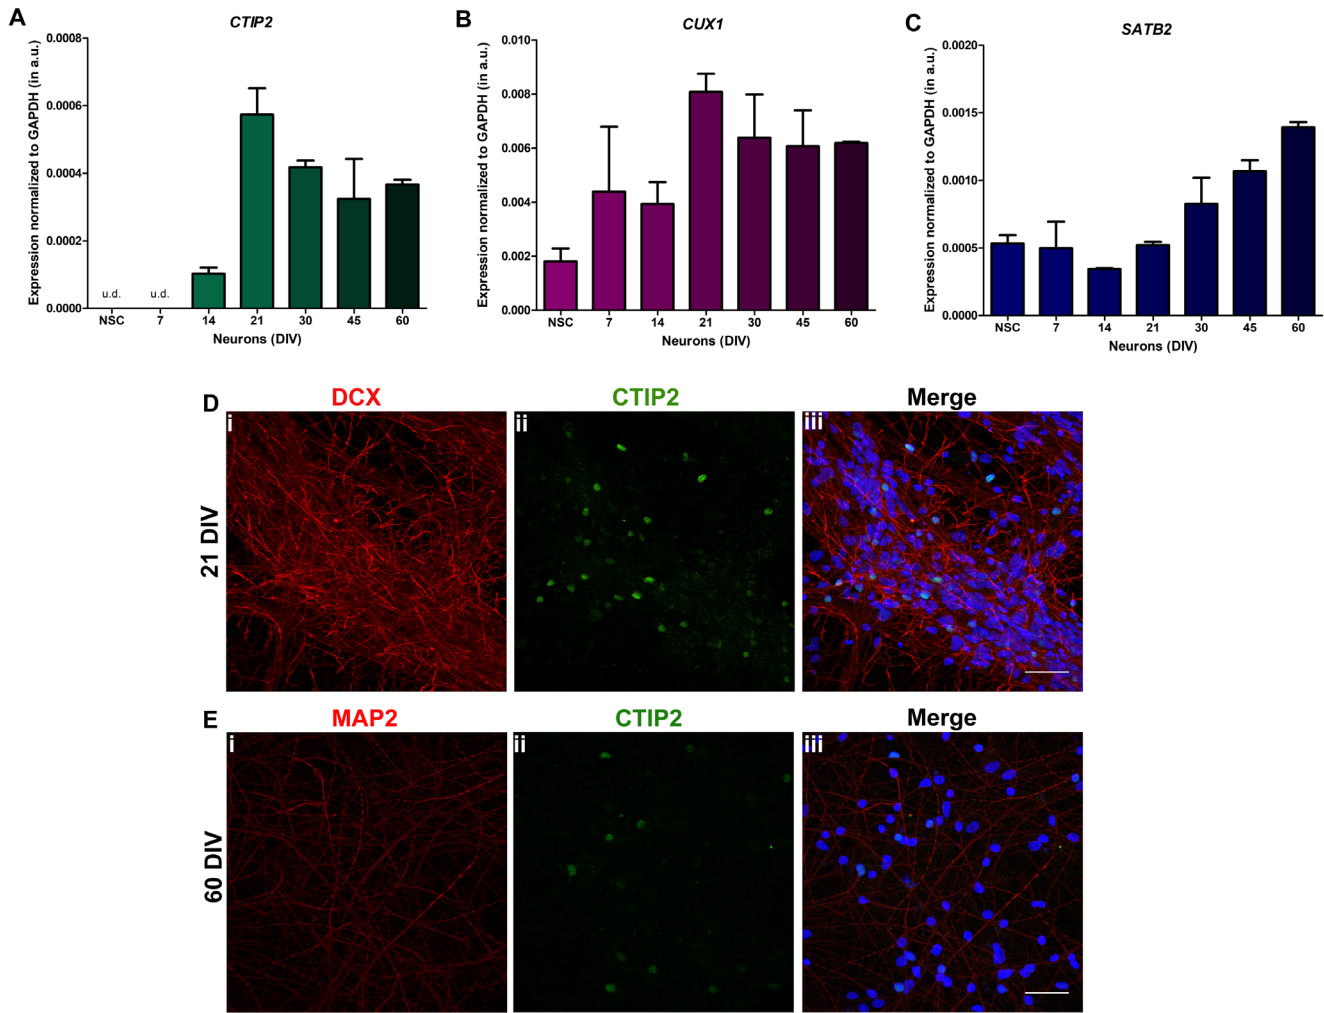 A
CTIP2
Expression normalized to GAPDH (in a.u.)
0.0008
0.0006
0.0004
0.0002
0.0000
u.d. u.d.
NSC 7 14 21 30 45 60
Neurons (DIV)
B
CUX1
Expression normalized to GAPDH (in a.u.)
0.010
0.008
0.006
0.004
0.002
0.000
NSC 7 14 21 30 45 60
Neurons (DIV)
C
SATB2
Expression normalized to GAPDH (in a.u.)
0.0020
0.0015
0.0010
0.0005
0.0000
NSC 7 14 21 30 45 60
Neurons (DIV)
D
DCX CTIP2 Merge
21 DIV
i ii iii
E
MAP2 CTIP2 Merge
60 DIV
i ii iii